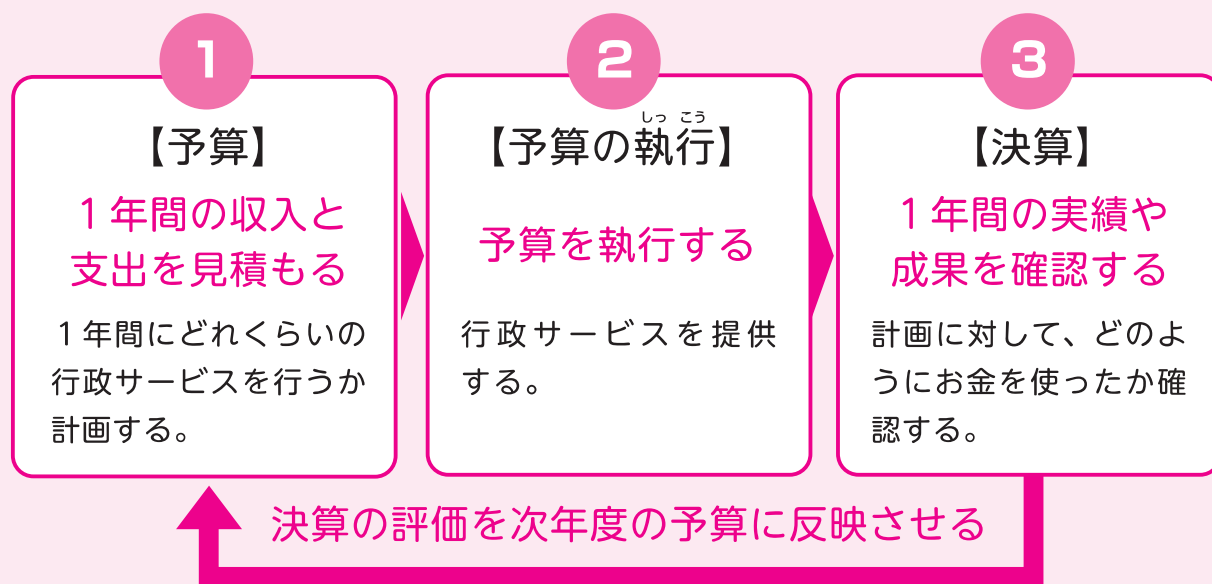 1
【予算】
1年間の収入と
支出を見積もる
1年間にどれくらいの
行政サービスを行うか
計画する。
2
しっ こう
【予算の執行】
予算を執行する
行政サービスを提供
する。
3
【決算】
1年間の実績や
成果を確認する
計画に対して、どのよ
うにお金を使ったか確
認する。
決算の評価を次年度の予算に反映させる